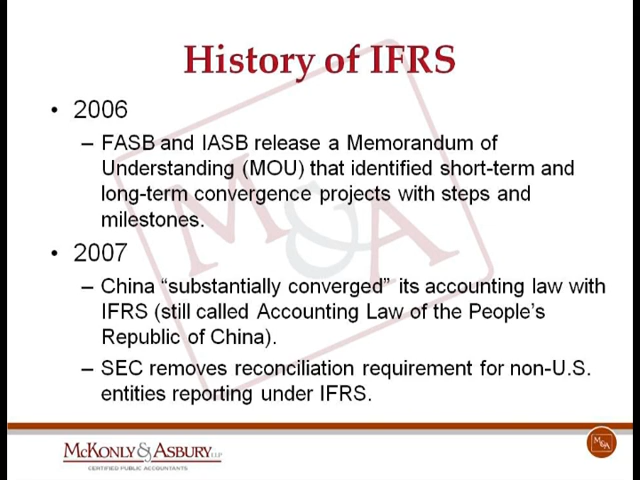 History of IFRS
• 2006
– FASB and IASB release a Memorandum of
Understanding (MOU) that identified short-term and
long-term convergence projects with steps and
milestones.
• 2007
– China “substantially converged” its accounting law with
IFRS (still called Accounting Law of the People’s
Republic of China).
– SEC removes reconciliation requirement for non-U.S.
entities reporting under IFRS.
M&A
McKonly & Asbury LLP
CERTIFIED PUBLIC ACCOUNTANTS
M&A